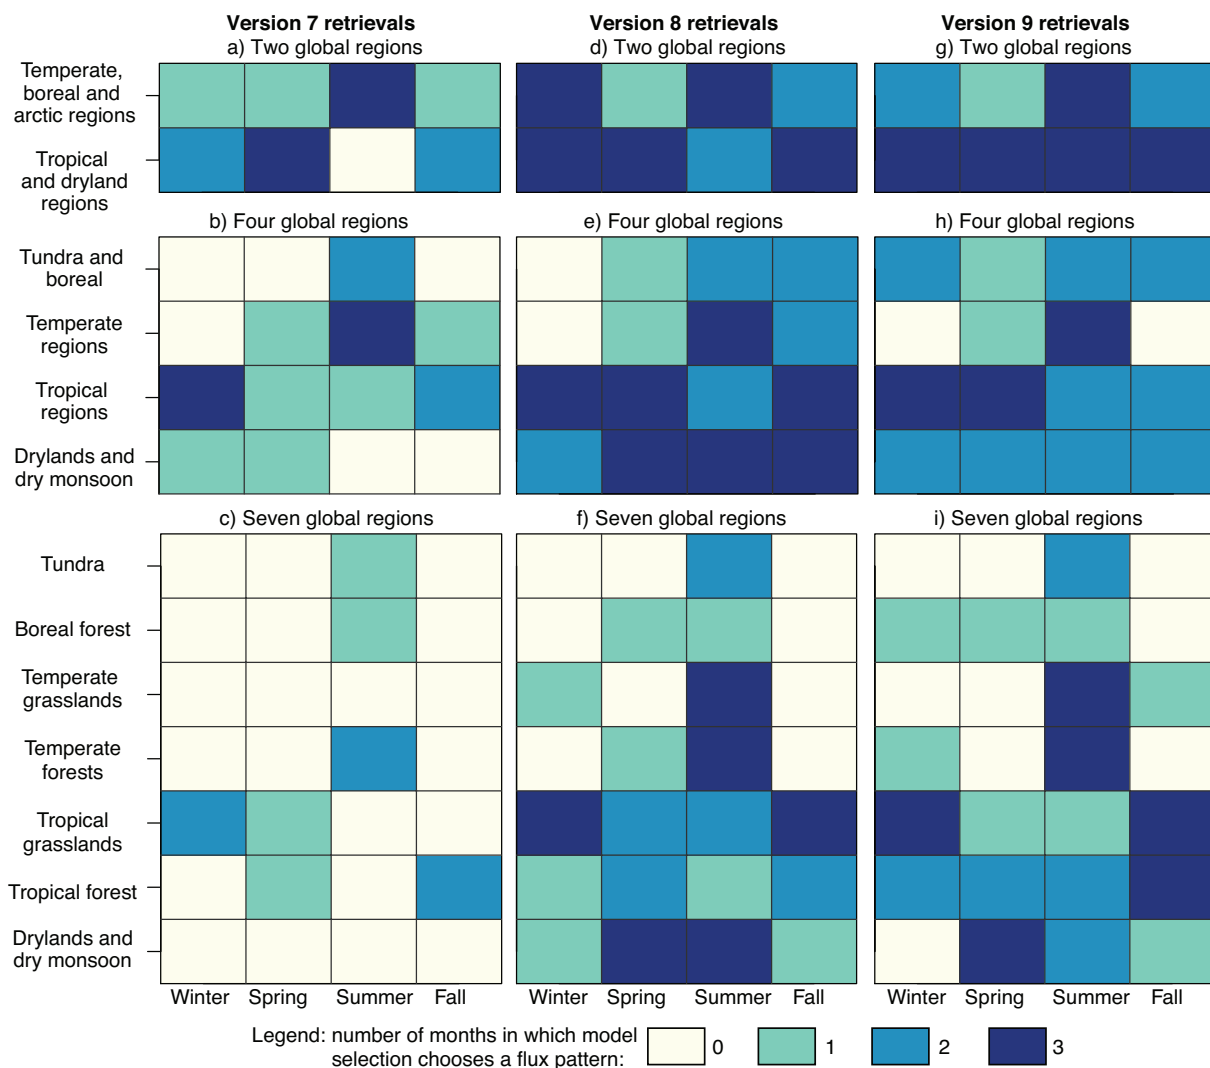 Version 7 retrievals
Version 8 retrievals
Version 9 retrievals
a) Two global regions
d) Two global regions
g) Two global regions
Temperate,
boreal and
arctic regions
Tropical
and dryland
regions
b) Four global regions
e) Four global regions
h) Four global regions
Tundra and
boreal
Temperate
regions
Tropical
regions
Drylands and
dry monsoon
c) Seven global regions
f) Seven global regions
i) Seven global regions
Tundra
Boreal forest
Temperate
grasslands
Temperate
forests
Tropical
grasslands
Tropical forest
Drylands and
dry monsoon
Winter Spring Summer Fall
Winter Spring Summer Fall
Winter Spring Summer Fall
Legend: number of months in which model
selection chooses a flux pattern:
0 1 2 3